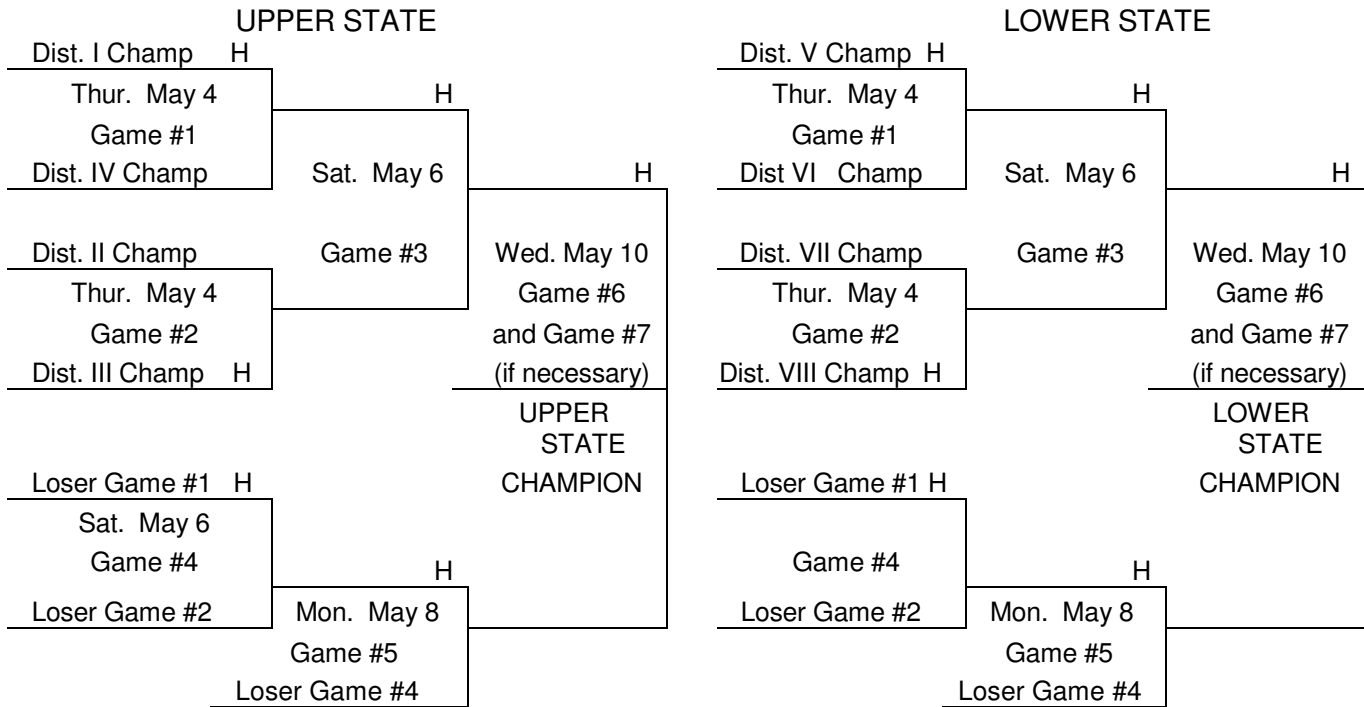 UPPER STATE
Dist. I Champ H
Thur. May 4
H
Game #1
Dist. IV Champ
Sat. May 6
H
Dist. II Champ
Game #3
Wed. May 10
Thur. May 4
Game #6
Game #2
and Game #7
Dist. III Champ H
(if necessary)
UPPER
STATE
Loser Game #1 H
CHAMPION
Sat. May 6
Game #4
H
Loser Game #2
Mon. May 8
Game #5
Loser Game #4
LOWER STATE
Dist. V Champ H
Thur. May 4
H
Game #1
Dist VI Champ
Sat. May 6
H
Dist. VII Champ
Game #3
Wed. May 10
Thur. May 4
Game #6
Game #2
and Game #7
Dist. VIII Champ H
(if necessary)
LOWER
STATE
Loser Game #1 H
CHAMPION
Game #4
H
Loser Game #2
Mon. May 8
Game #5
Loser Game #4